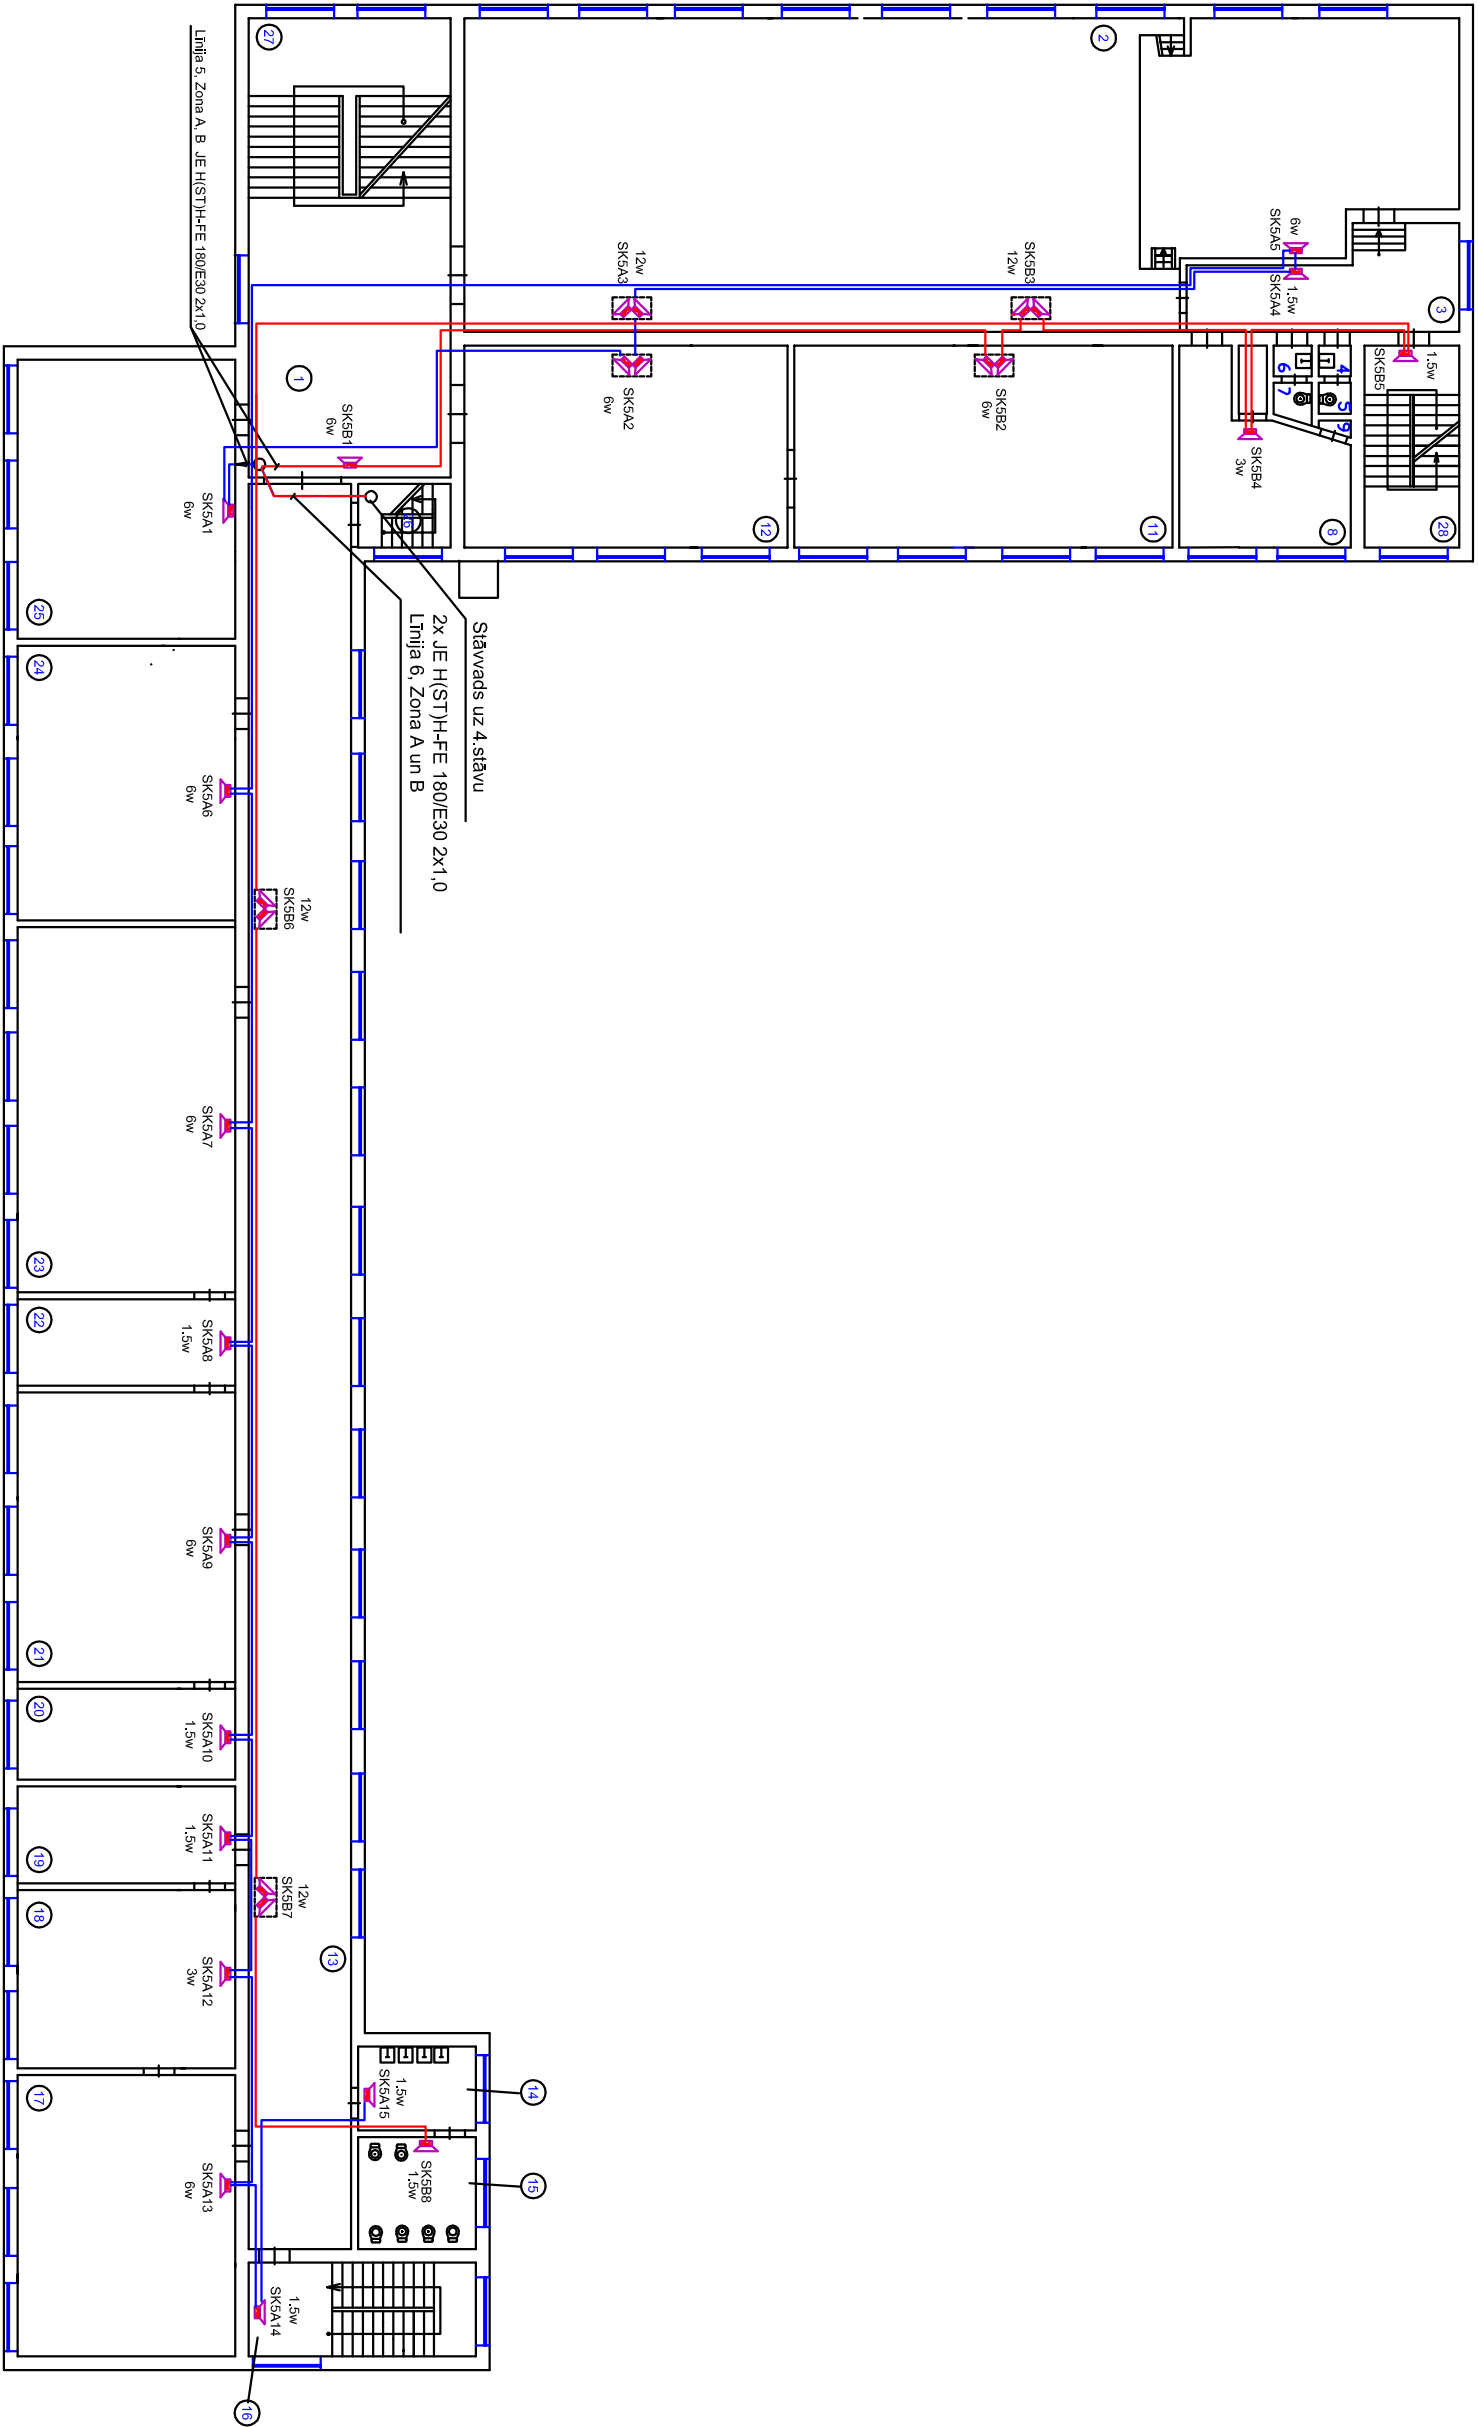 27
2
3
28
8
11
12
1
26
4
5
6
7
9
6w
SK5A5
1.5w
SK5A4
12w
SK5A3
SK5B3
12w
1.5w
SK5B5
SK5B4
3w
SK5B2
6w
SK5A2
6w
SK5B1
6w
SK5A1
6w
Līnija 5, Zona A, B JE H(ST)H-FE 180/E30 2x1,0
Stāvvads uz 4.stāvu
2x JE H(ST)H-FE 180/E30 2x1,0
Līnija 6, Zona A un B
25
24
SK5A6
6w
12w
SK5B6
SK5A7
6w
23
22
SK5A8
1.5w
SK5A9
6w
21
20
SK5A10
1.5w
SK5A11
1.5w
19
12w
SK5B7
18
13
SK5A12
3w
17
1.5w
SK5A15
14
SK5B8
1.5w
15
SK5A13
6w
1.5w
SK5A14
16